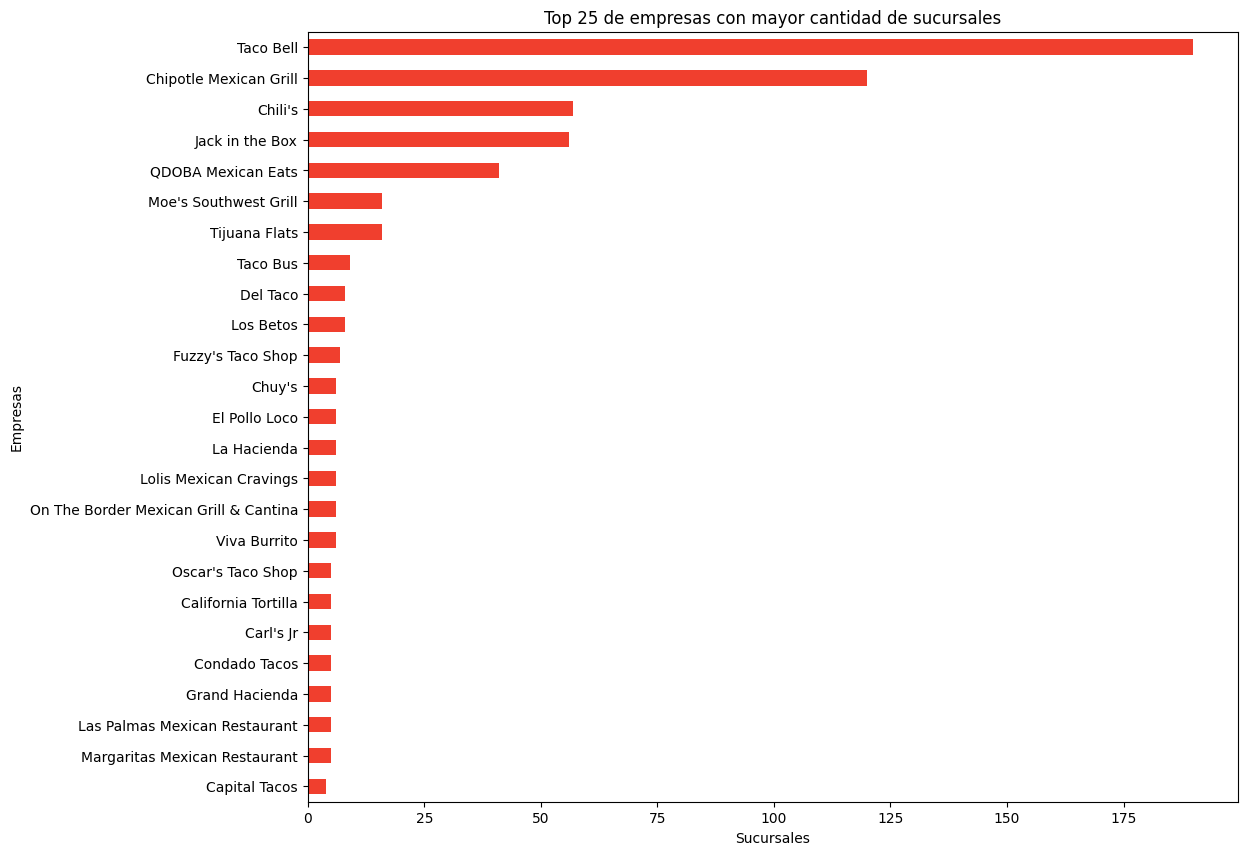 Top 25 de empresas con mayor cantidad de sucursales
Empresas
Taco Bell
Chipotle Mexican Grill
Chili's
Jack in the Box
QDOBA Mexican Eats
Moe's Southwest Grill
Tijuana Flats
Taco Bus
Del Taco
Los Betos
Fuzzy's Taco Shop
Chuy's
El Pollo Loco
La Hacienda
Lolis Mexican Cravings
On The Border Mexican Grill & Cantina
Viva Burrito
Oscar's Taco Shop
California Tortilla
Carl's Jr
Condado Tacos
Grand Hacienda
Las Palmas Mexican Restaurant
Margaritas Mexican Restaurant
Capital Tacos
0 25 50 75 100 125 150 175
Sucursales